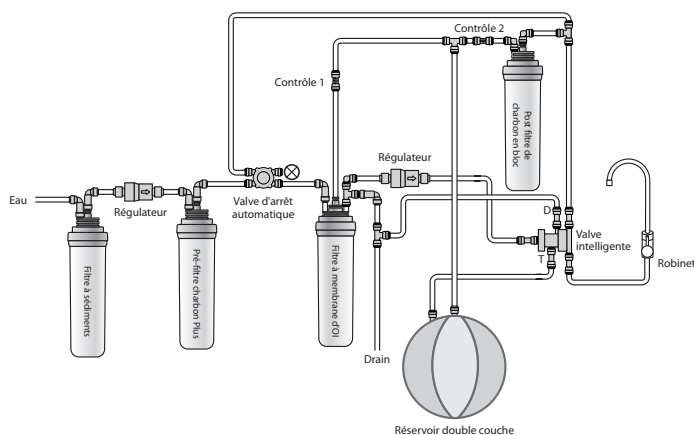 Contrôle 2
Contrôle 1
Post filtre de
charbon en bloc
Régulateur
Eau
Régulateur
Valve d'arrêt
automatique
D
Valve
intelligente
T
Robinet
Filtre à sédiments
Pré-filtre charbon Plus
Filtre à membrane d'OI
Drain
Réservoir double couche